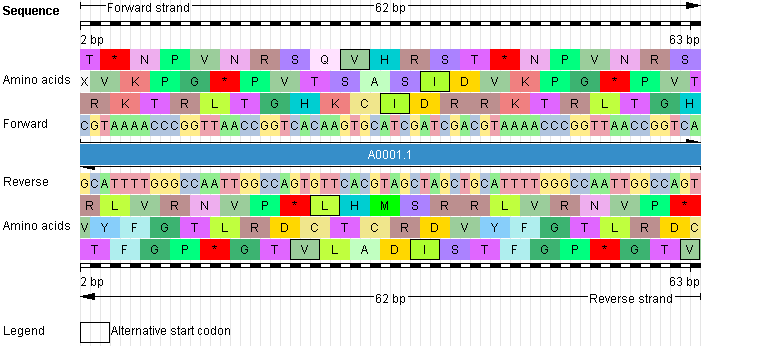 Sequence
Forward strand
62 bp
2 bp 63 bp
T * N P V N R S Q V H R S T * N P V N R S
Amino acids X V K P G * P V T S A S I D V K P G * P V T
R K T R L T G H K C I D R R K T R L T G H
Forward CGTAAAACCCGGTTAACCGGTCACAAGTGCATCGATCGACGTAAAACCCGGTTAACCGGTCA
A0001.1
Reverse GCATTTTGGGCCAATTGGCCAGTGTTCACGTAGCTAGCTGCATTTTGGGCCAATTGGCCAGT
R L V R N V P * L H M S R R L V R N V P *
Amino acids V Y F G T L R D C T C R D V Y F G T L R D C
T F G P * G T V L A D I S T F G P * G T V
2 bp 63 bp
62 bp
Reverse strand
Legend Alternative start codon